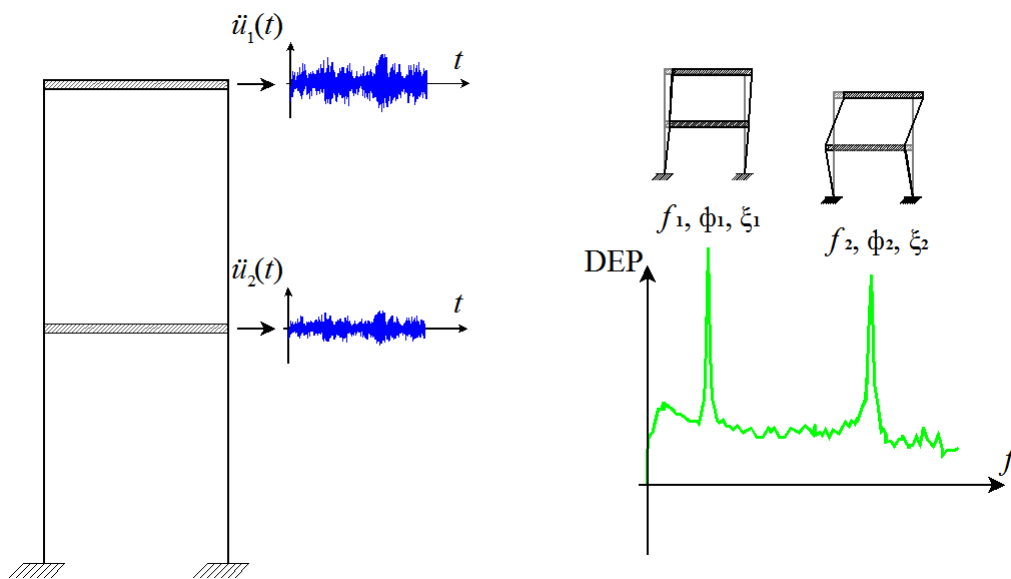 ü₁(t)
t
ü₂(t)
t
f₁, ϕ₁, ξ₁
f₂, ϕ₂, ξ₂
DEP
f